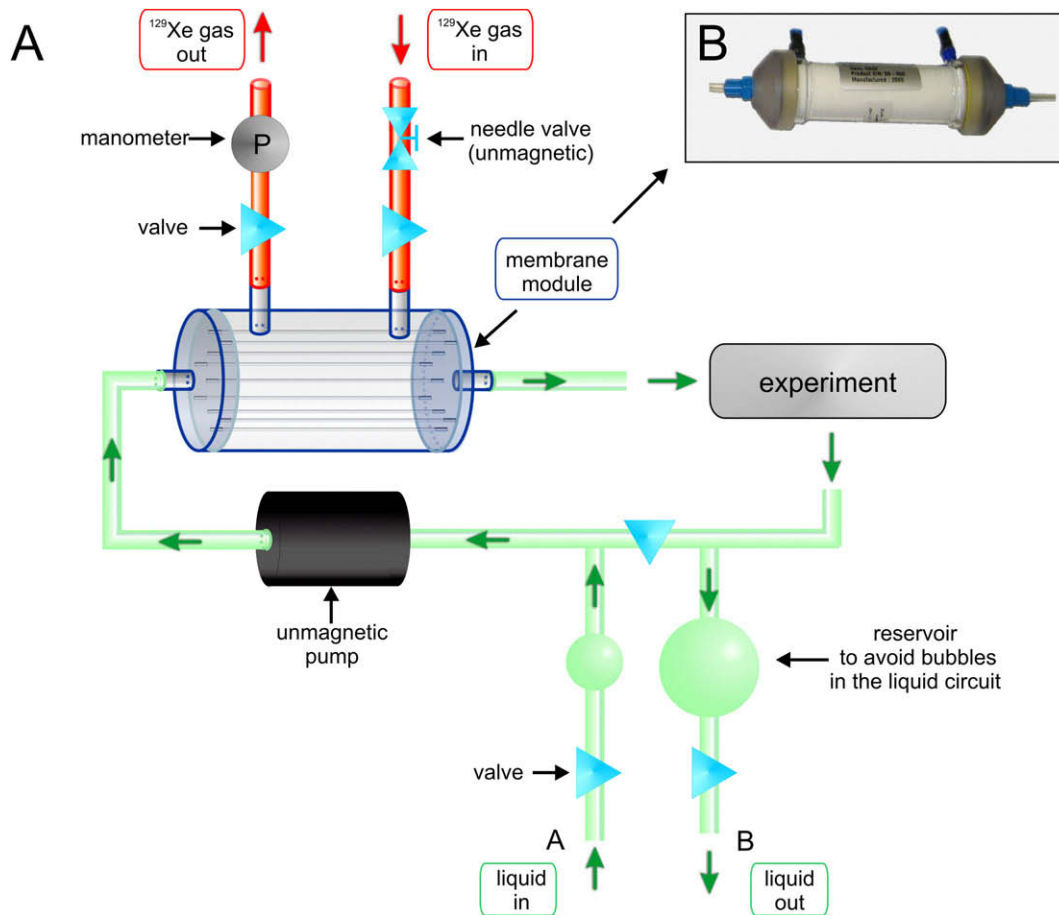 A
129Xe gas
out
129Xe gas
in
B
manometer
P
needle valve
(unmagnetic)
valve
membrane
module
experiment
unmagnetic
pump
reservoir
to avoid bubbles
in the liquid circuit
valve
A
B
liquid
in
liquid
out